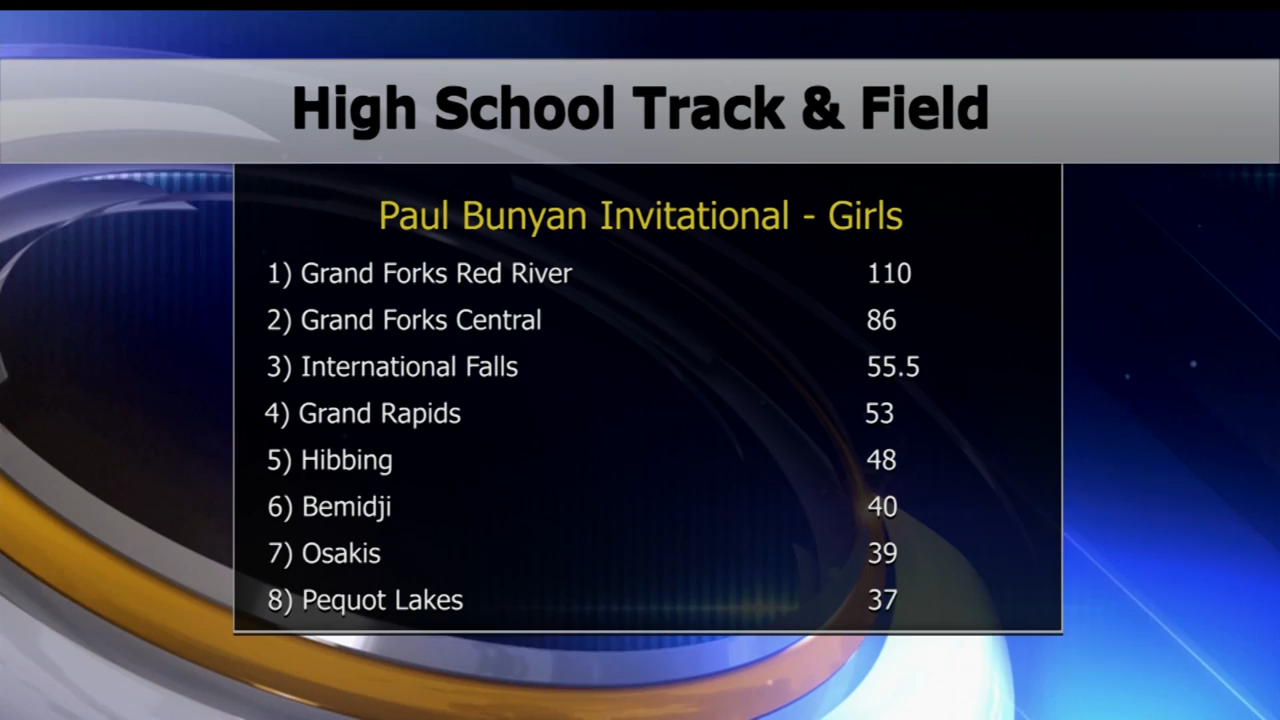 High School Track & Field
Paul Bunyan Invitational - Girls
1) Grand Forks Red River 110
2) Grand Forks Central 86
3) International Falls 55.5
4) Grand Rapids 53
5) Hibbing 48
6) Bemidji 40
7) Osakis 39
8) Pequot Lakes 37